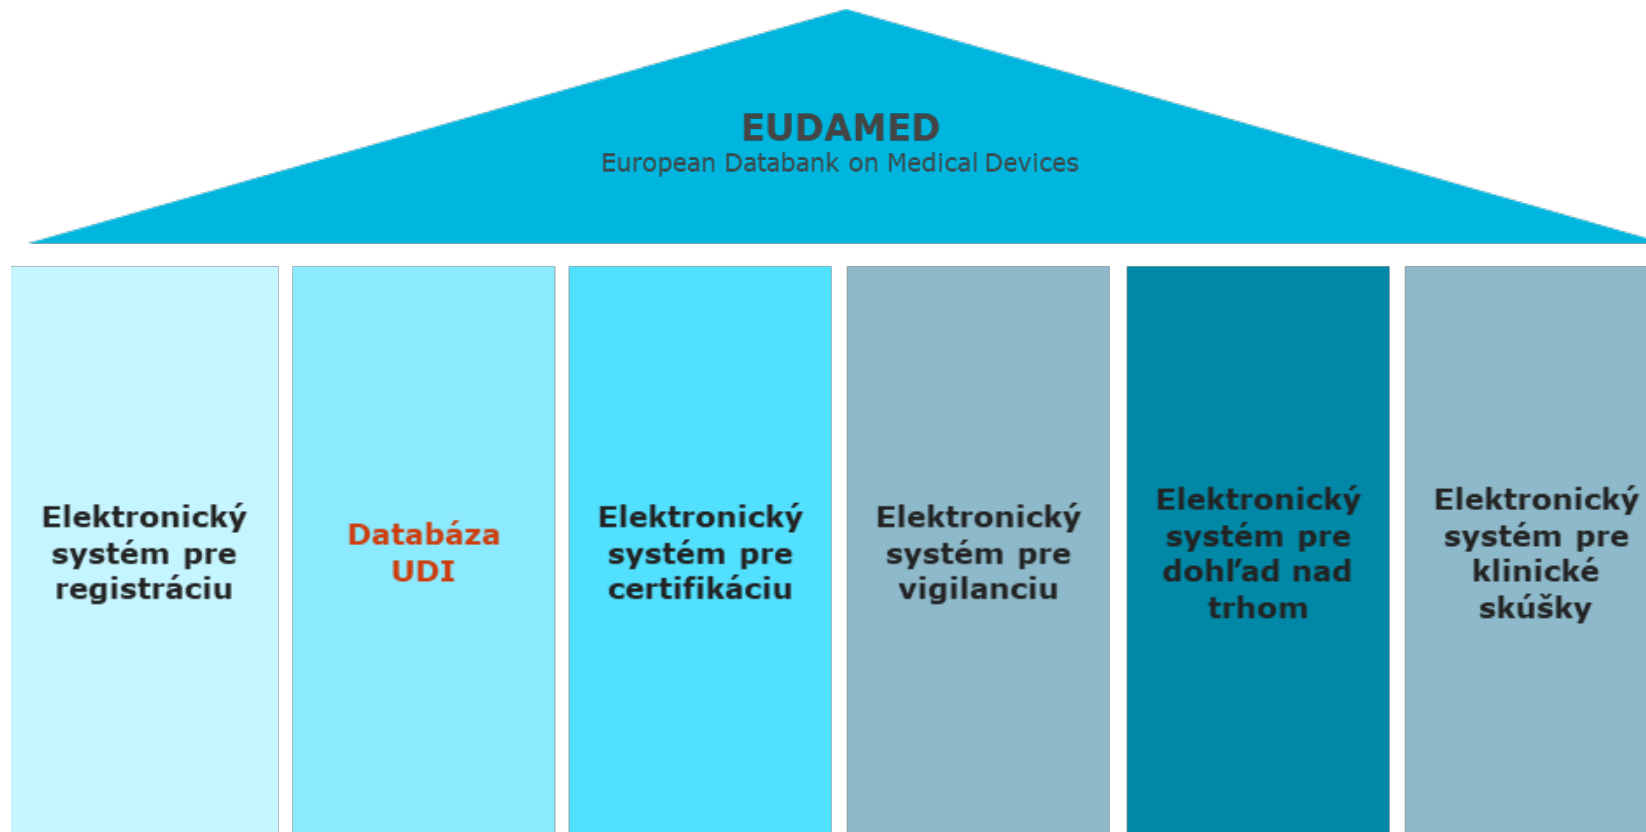 EUDAMED
European Databank on Medical Devices
Elektronický
systém pre
registráciu
Databáza
UDI
Elektronický
systém pre
certifikáciu
Elektronický
systém pre
vigilanciu
Elektronický
systém pre
dohľad nad
trhom
Elektronický
systém pre
klinické
skúšky